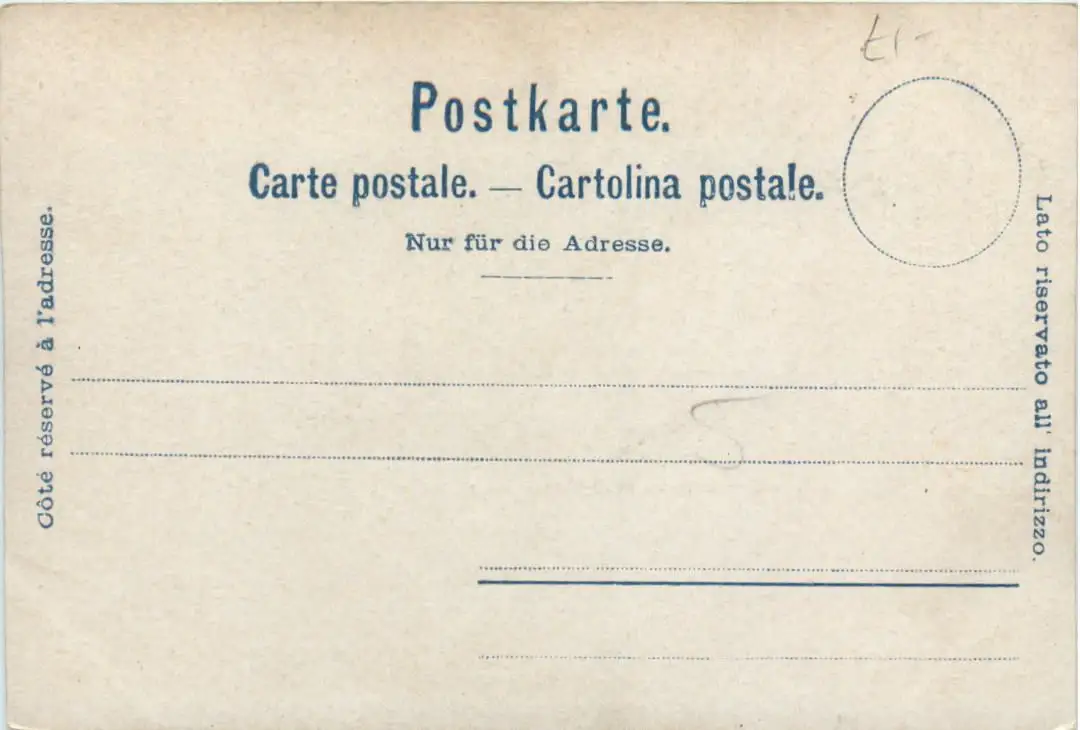 Postkarte.
Carte postale. — Cartolina postale.
Nur für die Adresse.
Côté réservé à l'adresse.
Lato riservato all' indirizzo.